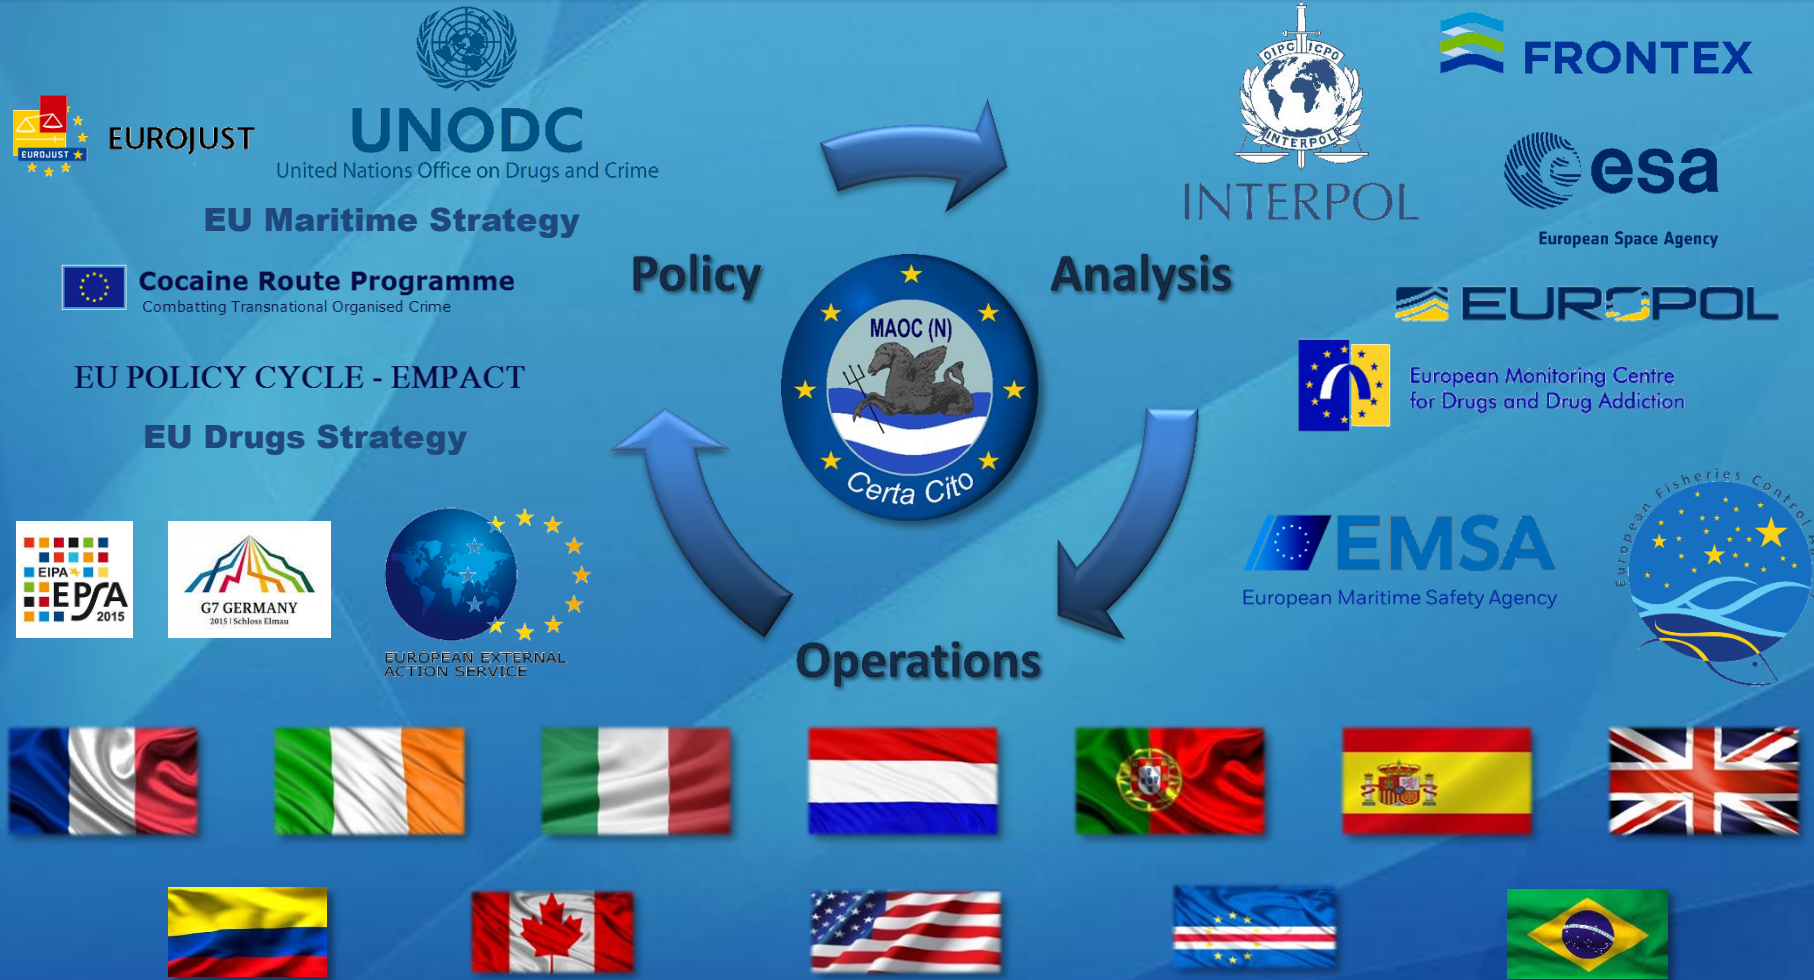 EUROJUST
EUROJUST
UNODC
United Nations Office on Drugs and Crime
EU Maritime Strategy
Cocaine Route Programme
Combatting Transnational Organised Crime
EU POLICY CYCLE - EMPACT
EU Drugs Strategy
EIPA
EPSA
2015
G7 GERMANY
2015 | Schloss Elmau
EUROPEAN EXTERNAL
ACTION SERVICE
Policy
Analysis
Operations
MAOC (N)
Certa Cito
OIPC ICPO
INTERPOL
INTERPOL
FRONTEX
esa
European Space Agency
EUROPOL
European Monitoring Centre
for Drugs and Drug Addiction
EMSA
European Maritime Safety Agency
European Fisheries Control